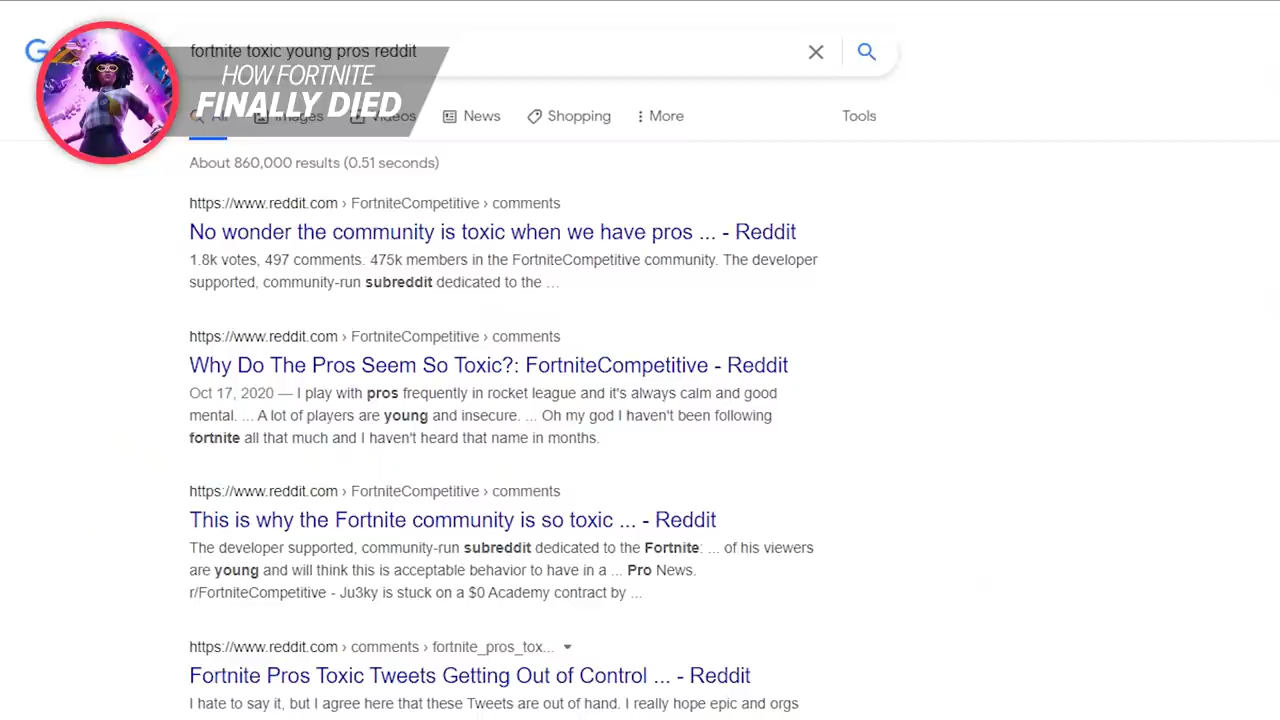 fortnite toxic young pros reddit
HOW FORTNITE
FINALLY DIED
All Images Videos News Shopping More Tools
About 860,000 results (0.51 seconds)
https://www.reddit.com › FortniteCompetitive › comments
No wonder the community is toxic when we have pros ... - Reddit
1.8k votes, 497 comments. 475k members in the FortniteCompetitive community. The developer
supported, community-run subreddit dedicated to the ...
https://www.reddit.com › FortniteCompetitive › comments
Why Do The Pros Seem So Toxic?: FortniteCompetitive - Reddit
Oct 17, 2020 — I play with pros frequently in rocket league and it's always calm and good
mental. ... A lot of players are young and insecure. ... Oh my god I haven't been following
fortnite all that much and I haven't heard that name in months.
https://www.reddit.com › FortniteCompetitive › comments
This is why the Fortnite community is so toxic ... - Reddit
The developer supported, community-run subreddit dedicated to the Fortnite: ... of his viewers
are young and will think this is acceptable behavior to have in a ... Pro News.
r/FortniteCompetitive - Ju3ky is stuck on a $0 Academy contract by ...
https://www.reddit.com › comments › fortnite_pros_tox...
Fortnite Pros Toxic Tweets Getting Out of Control ... - Reddit
I hate to say it, but I agree here that these Tweets are out of hand. I really hope epic and orgs